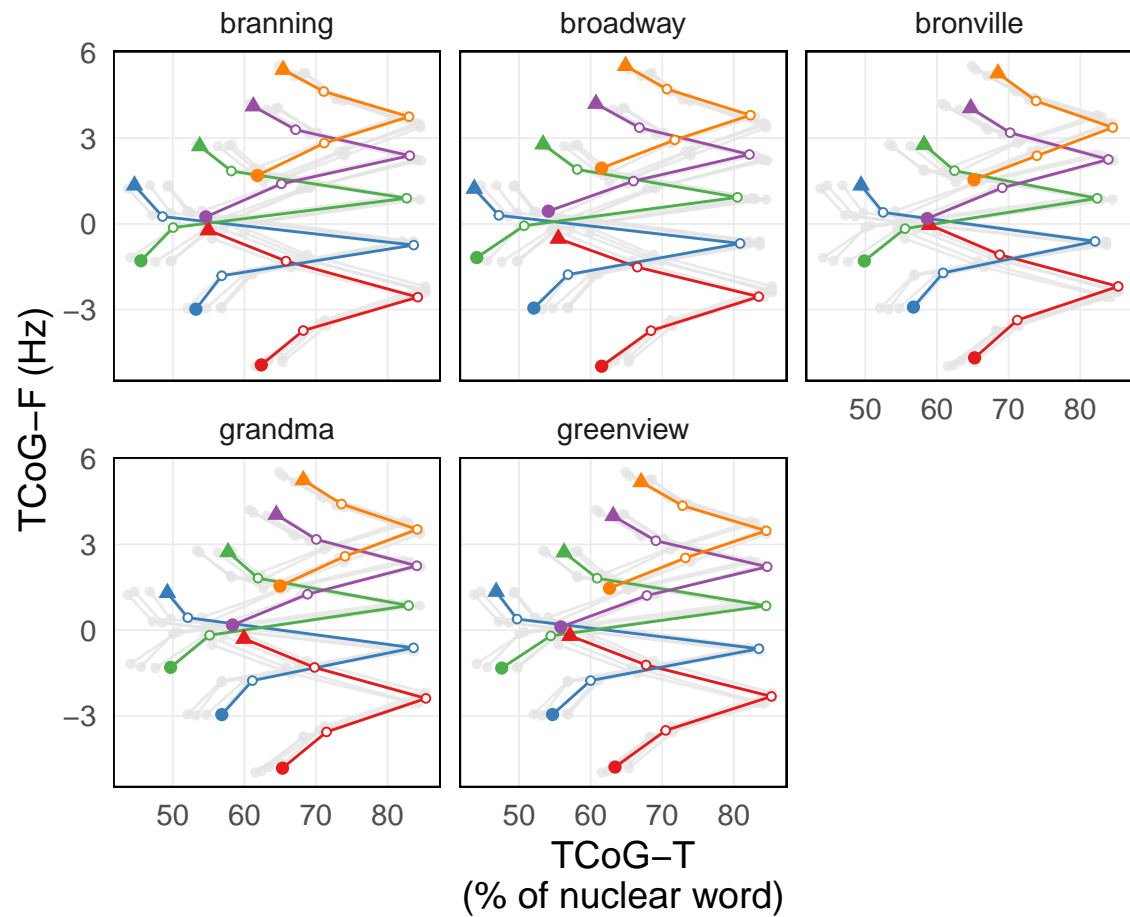 branning
broadway
bronville
6
3
0
−3
50
60
70
80
grandma
greenview
6
3
0
−3
50
60
70
80
50
60
70
80
TCoG−F (Hz)
TCoG−T
(% of nuclear word)